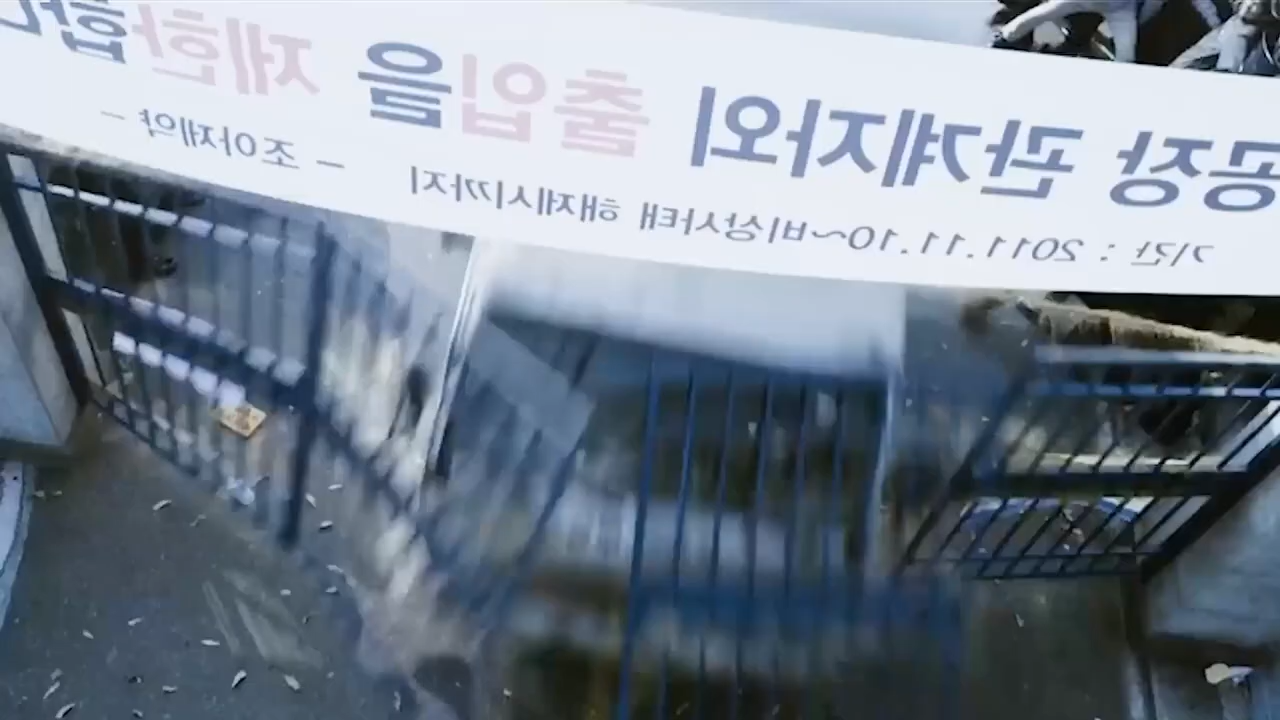 공장 관계자외 출입을 제한합
기간 : 2011.11.10~비상사태 해제시까지
- 조아제약 -